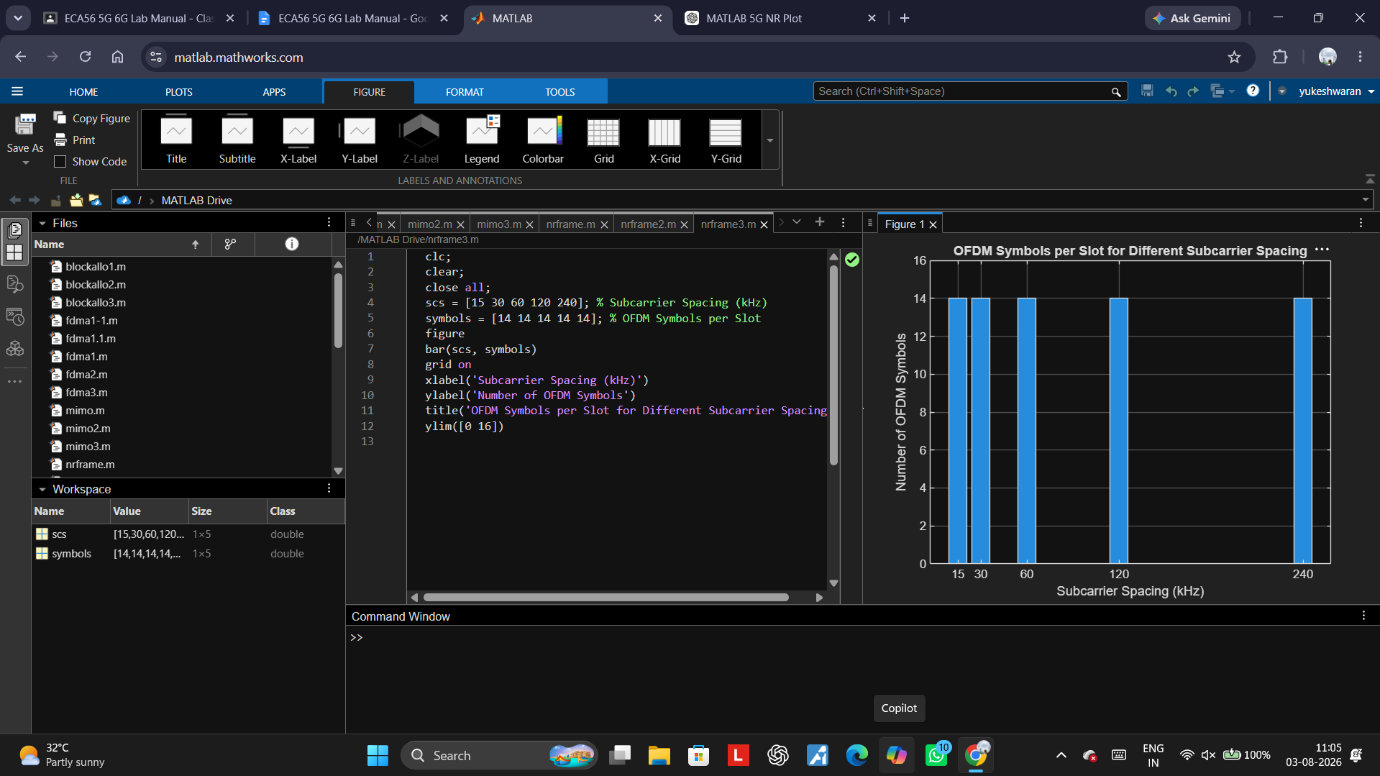 ECA56 5G 6G Lab Manual - Cla
ECA56 5G 6G Lab Manual - Goo
MATLAB
MATLAB 5G NR Plot
Ask Gemini
matlab.mathworks.com
HOME
PLOTS
APPS
FIGURE
FORMAT
TOOLS
Search (Ctrl+Shift+Space)
yukeshwaran
Save As
Copy Figure
Print
Show Code
FILE
Title
Subtitle
X-Label
Y-Label
Z-Label
Legend
Colorbar
Grid
X-Grid
Y-Grid
LABELS AND ANNOTATIONS
/ > MATLAB Drive
Files
Name
blockallo1.m
blockallo2.m
blockallo3.m
fdma1-1.m
fdma1.1.m
fdma1.m
fdma2.m
fdma3.m
mimo.m
mimo2.m
mimo3.m
nrframe.m
Workspace
Name Value Size Class
scs [15,30,60,120... 1×5 double
symbols [14,14,14,14,... 1×5 double
mimo2.m
mimo3.m
nrframe.m
nrframe2.m
nrframe3.m
/MATLAB Drive/nrframe3.m
1 clc;
2 clear;
3 close all;
4 scs = [15 30 60 120 240]; % Subcarrier Spacing (kHz)
5 symbols = [14 14 14 14 14]; % OFDM Symbols per Slot
6 figure
7 bar(scs, symbols)
8 grid on
9 xlabel('Subcarrier Spacing (kHz)')
10 ylabel('Number of OFDM Symbols')
11 title('OFDM Symbols per Slot for Different Subcarrier Spacing
12 ylim([0 16])
13
Figure 1
OFDM Symbols per Slot for Different Subcarrier Spacing
16
14
12
10
8
6
4
2
0
Number of OFDM Symbols
15 30 60 120 240
Subcarrier Spacing (kHz)
Command Window
>>
Copilot
32°C
Partly sunny
Search
10
ENG
IN
100%
11:05
03-08-2026